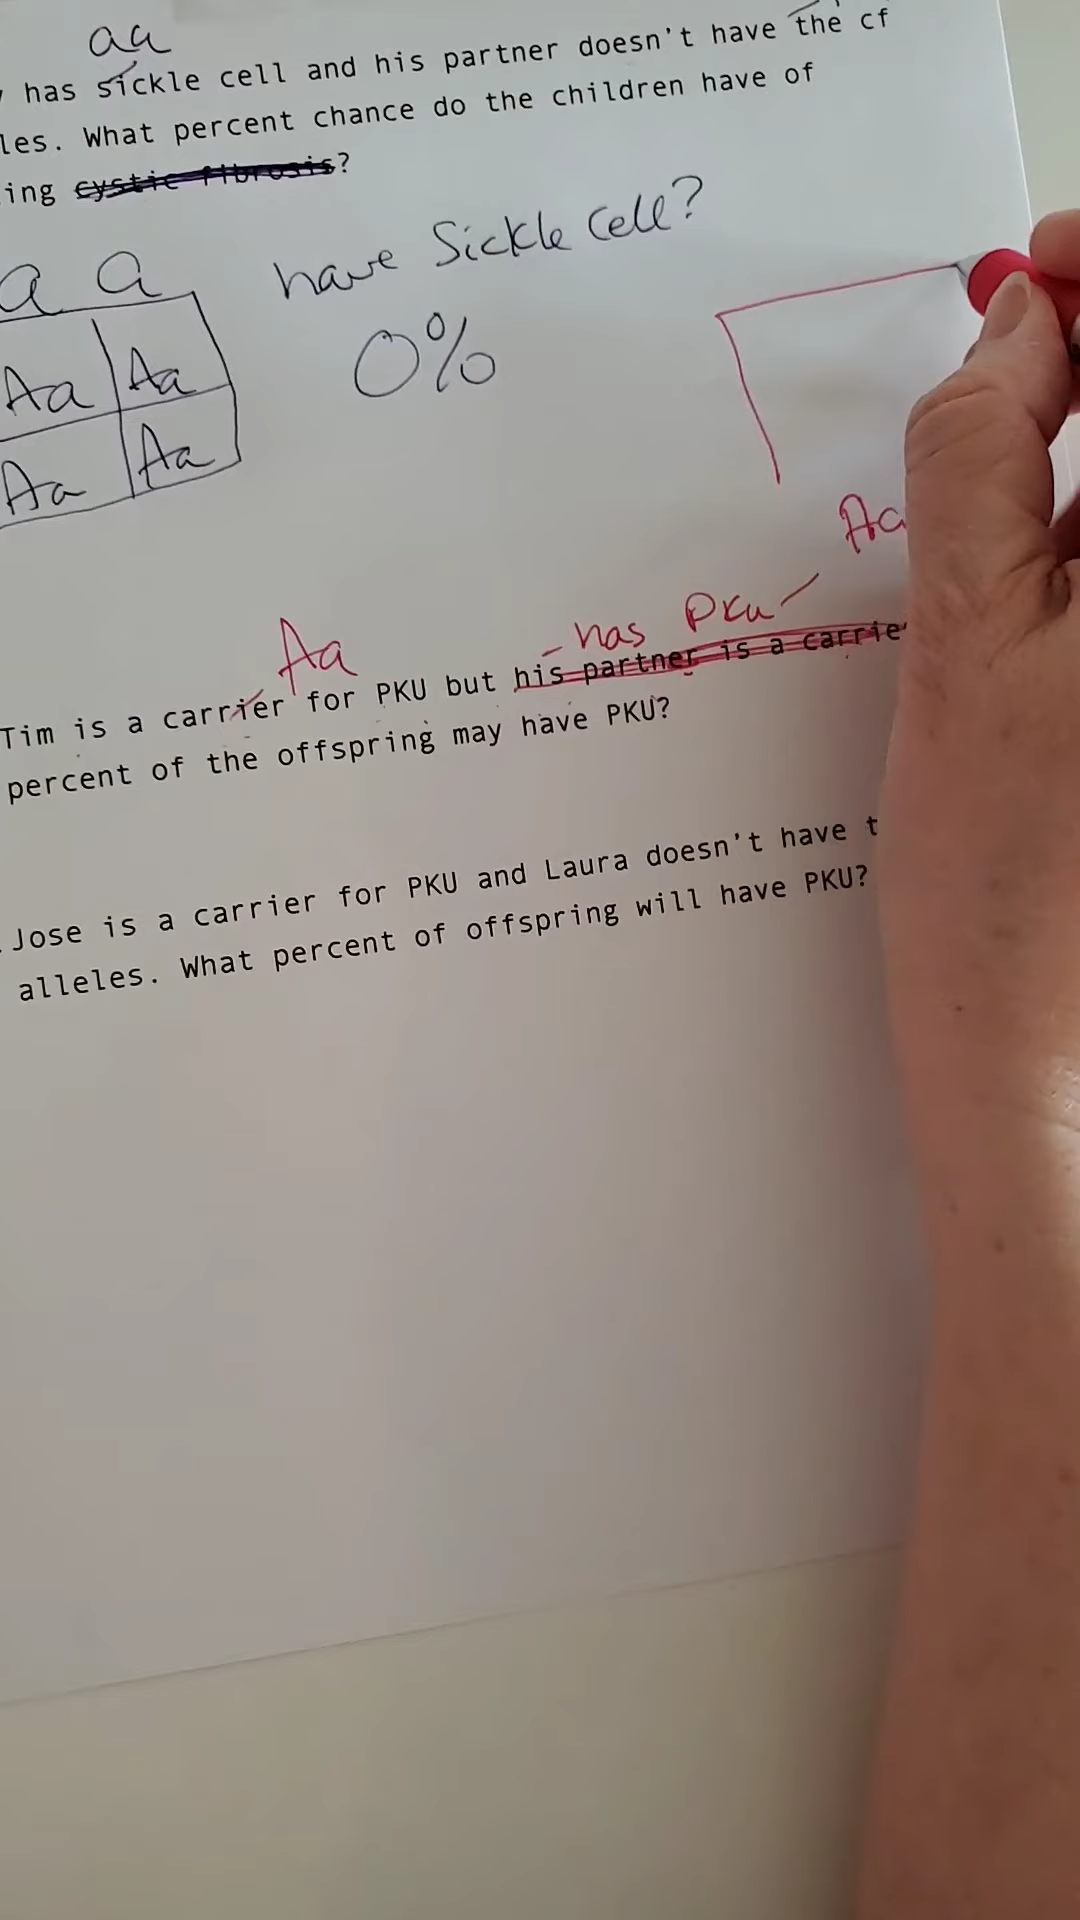 aa
has sickle cell and his partner doesn't have the cf
les. What percent chance do the children have of
ing cystic fibrosis?
have Sickle Cell?
a a
0%
Aa Aa
Aa Aa
Aa
Aa
- has PKU
Tim is a carrier for PKU but his partner is a carrie
percent of the offspring may have PKU?
Jose is a carrier for PKU and Laura doesn't have t
alleles. What percent of offspring will have PKU?